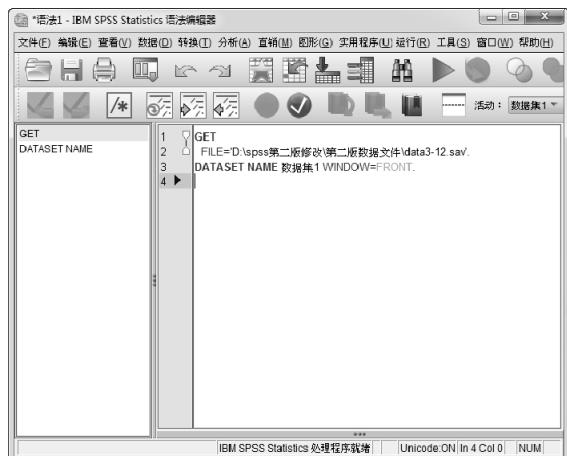 *语法1 - IBM SPSS Statistics 语法编辑器
文件(F) 编辑(E) 查看(V) 数据(D) 转换(T) 分析(A) 直销(M) 图形(G) 实用程序(U) 运行(R) 工具(S) 窗口(W) 帮助(H)
活动: 数据集1
GET
DATASET NAME
1 GET
2 FILE='D:\spss第二版修改\第二版数据文件\data3-12.sav'.
3 DATASET NAME 数据集1 WINDOW=FRONT.
4
IBM SPSS Statistics 处理程序就绪 Unicode:ON In 4 Col 0 NUM